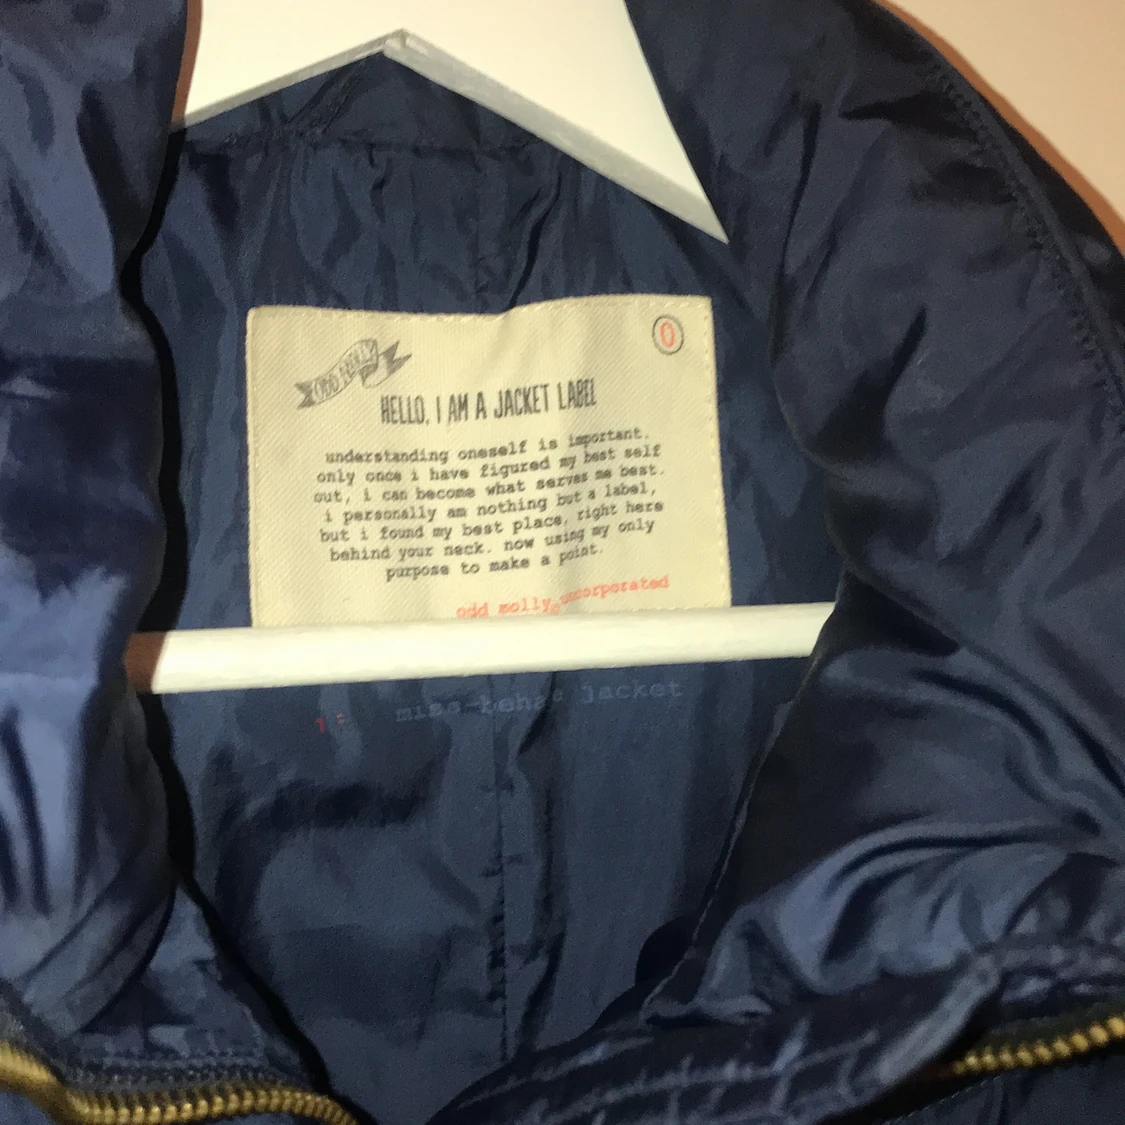 ODD MOLLY
0
HELLO, I AM A JACKET LABEL
understanding oneself is important.
only once i have figured my best self
out, i can become what serves me best.
i personally am nothing but a label,
but i found my best place, right here
behind your neck. now using my only
purpose to make a point.
odd molly uncorporated
jacket